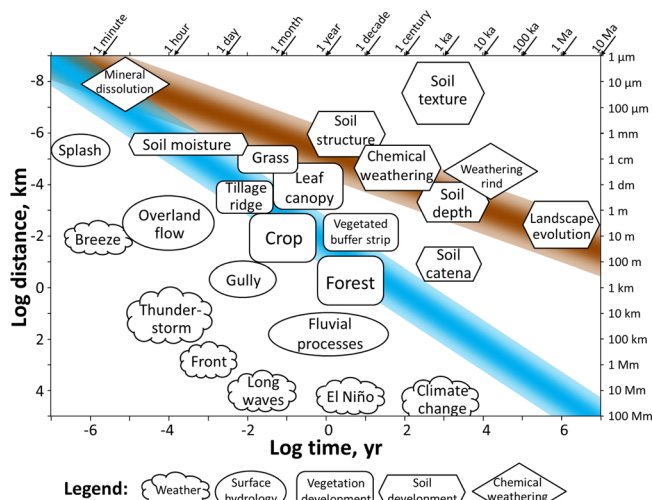 1 minute
1 hour
1 day
1 month
1 year
1 decade
1 century
1 ka
10 ka
100 ka
1 Ma
10 Ma
Log distance, km
-8
-6
-4
-2
0
2
4
1 μm
10 μm
100 μm
1 mm
1 cm
1 dm
1 m
10 m
100 m
1 km
10 km
100 km
1 Mm
10 Mm
100 Mm
Mineral
dissolution
Soil
texture
Soil
structure
Splash
Soil moisture
Grass
Chemical
weathering
Weathering
rind
Leaf
canopy
Tillage
ridge
Soil
depth
Overland
flow
Breeze
Crop
Vegetated
buffer strip
Landscape
evolution
Soil
catena
Gully
Forest
Thunder-
storm
Fluvial
processes
Front
Long
waves
El Niño
Climate
change
-6
-4
-2
0
2
4
6
Log time, yr
Legend:
Weather
Surface
hydrology
Vegetation
development
Soil
development
Chemical
weathering